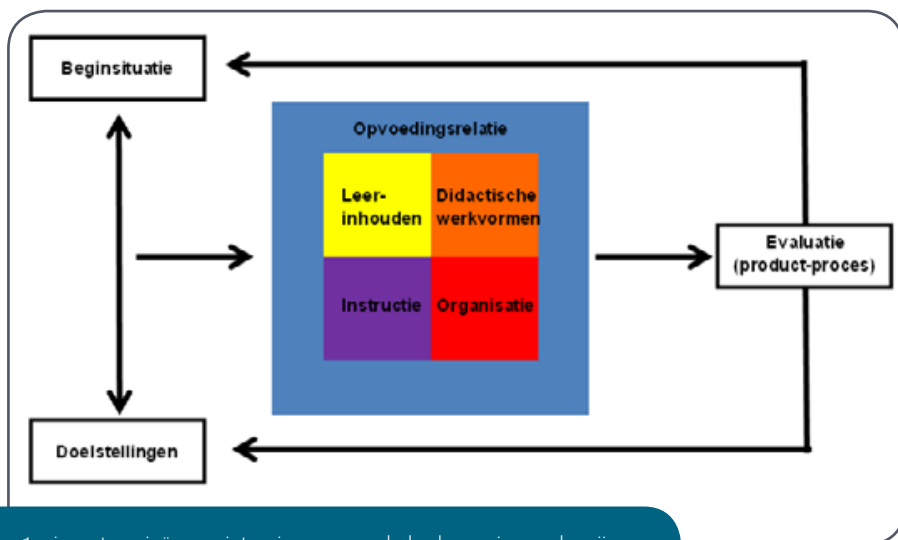 Beginsituatie
Opvoedingsrelatie
Leer-
inhouden
Didactische
werkvormen
Evaluatie
(product-proces)
Instructie
Organisatie
Doelstellingen